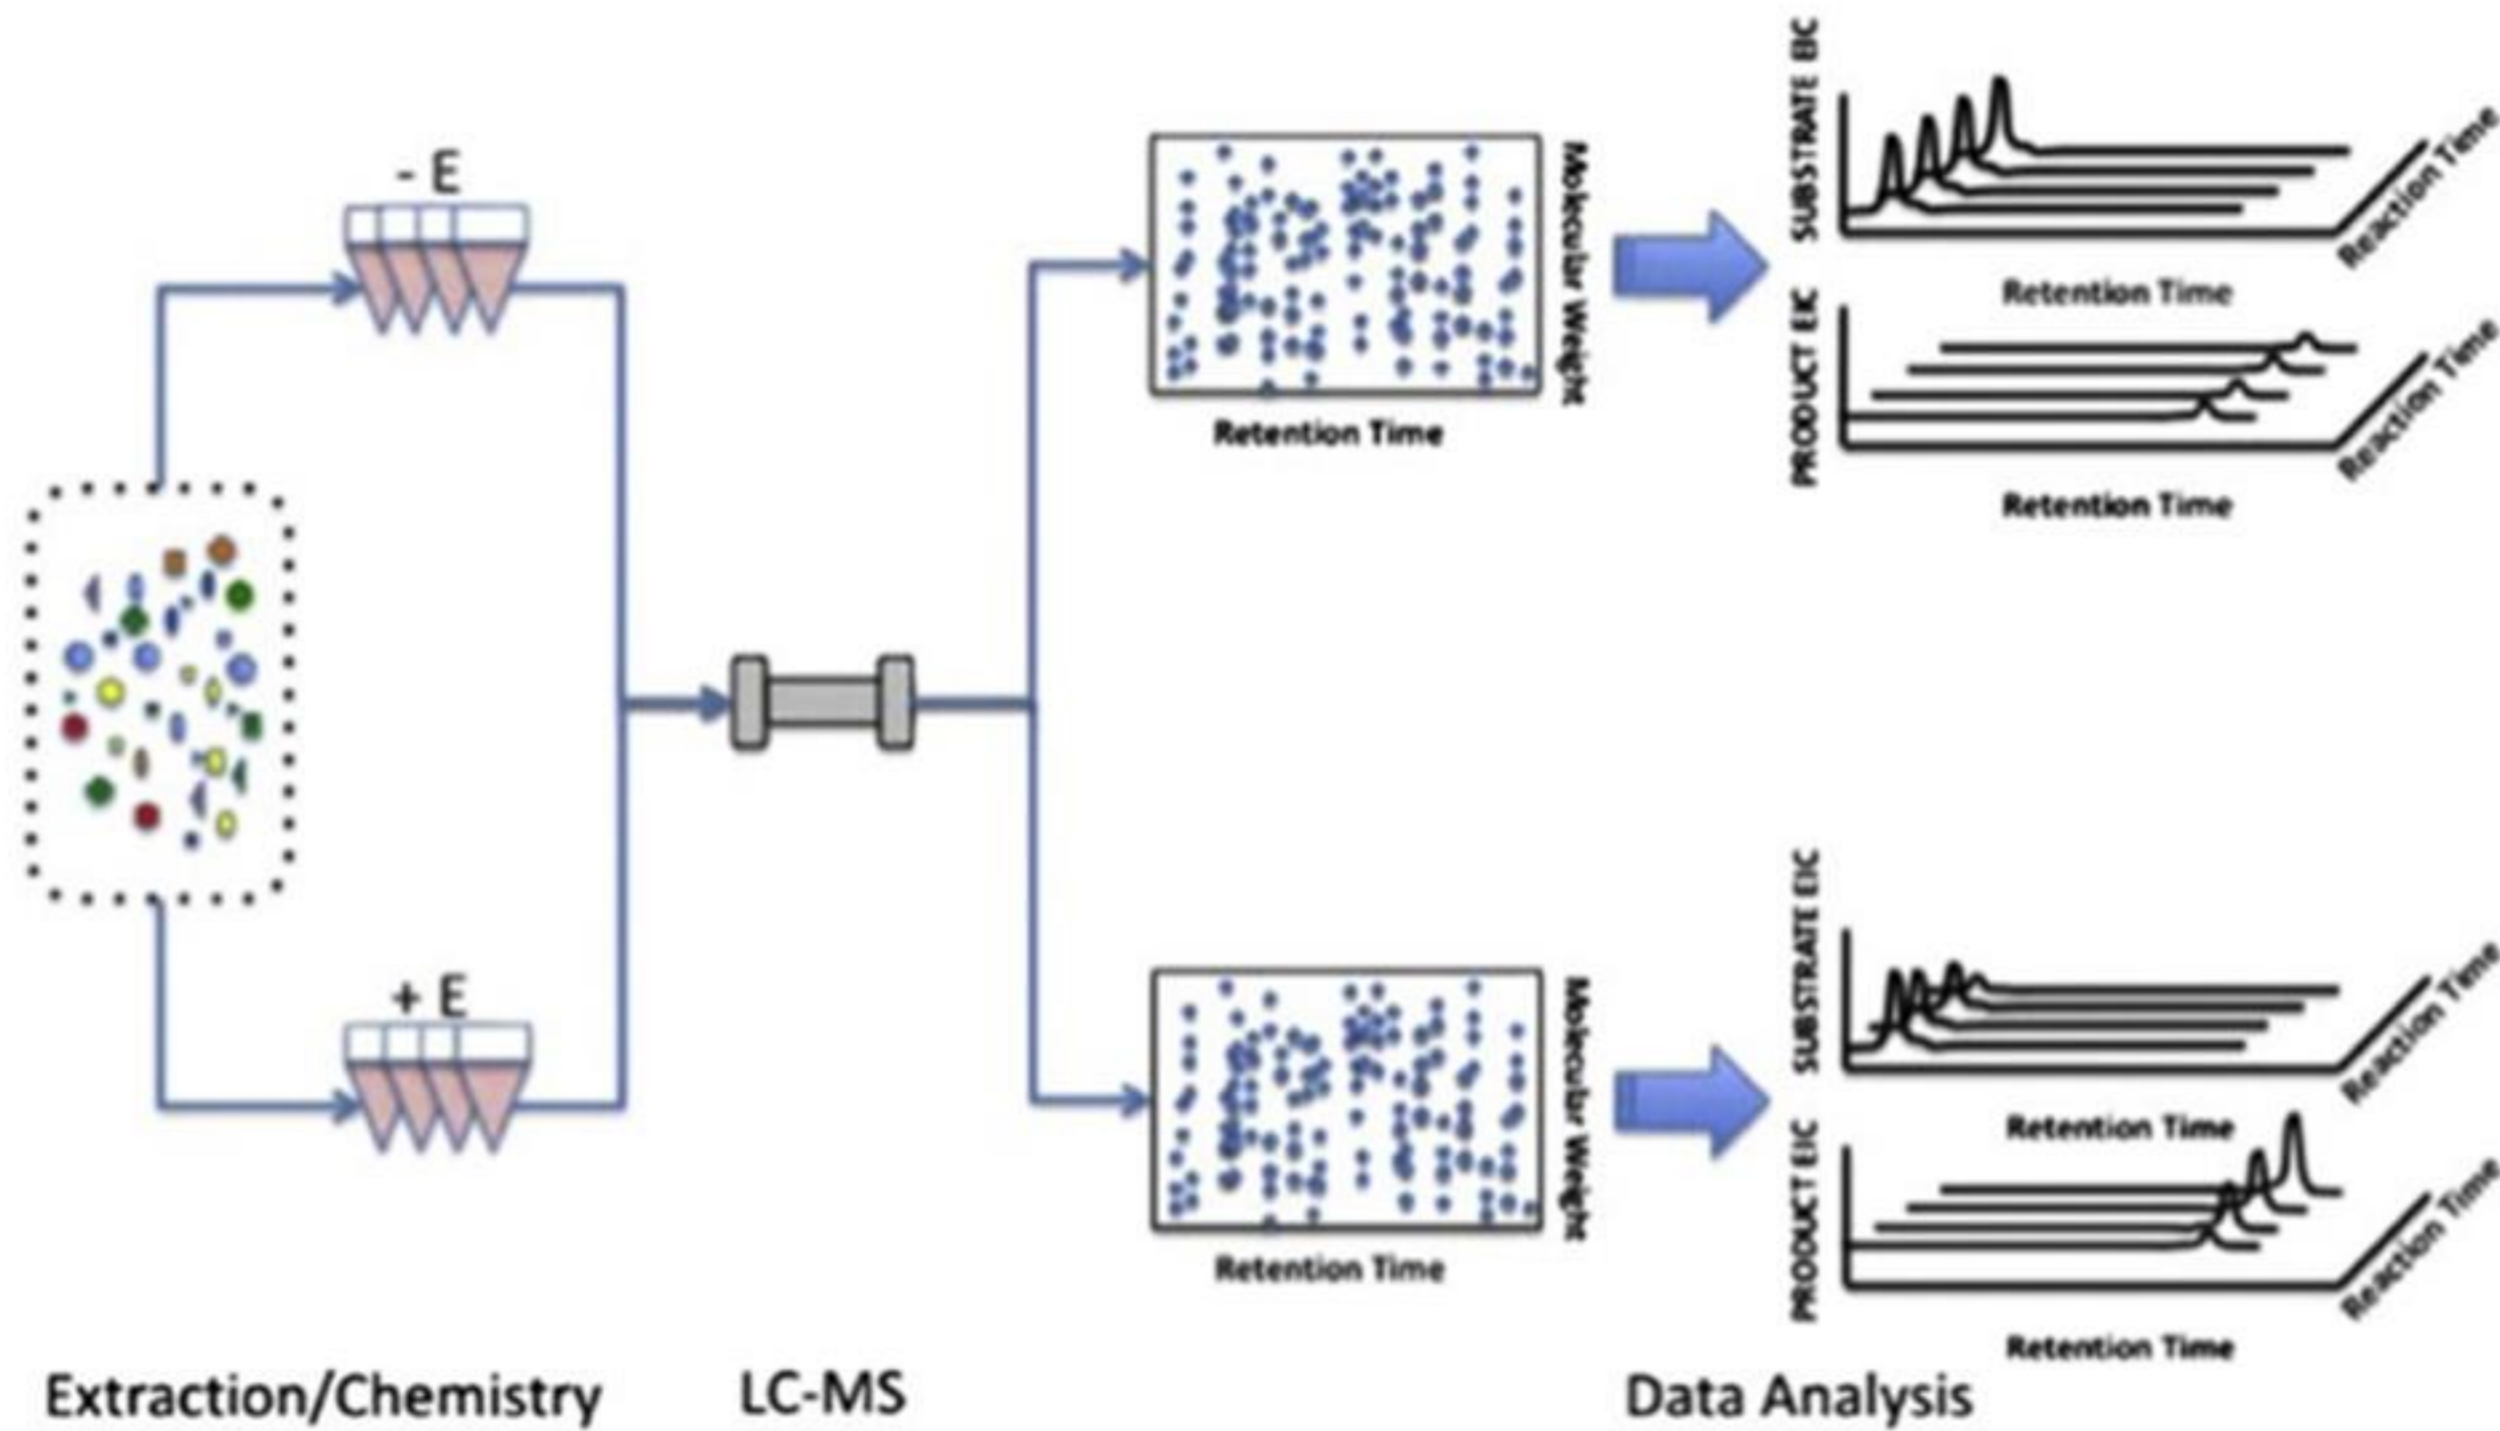 - E
SUBSTRATE EIC
Reaction Time
Retention Time
Molecular Weight
Retention Time
PRODUCT EIC
Reaction Time
Retention Time
+ E
SUBSTRATE EIC
Reaction Time
Retention Time
Molecular Weight
Retention Time
PRODUCT EIC
Reaction Time
Retention Time
Extraction/Chemistry
LC-MS
Data Analysis